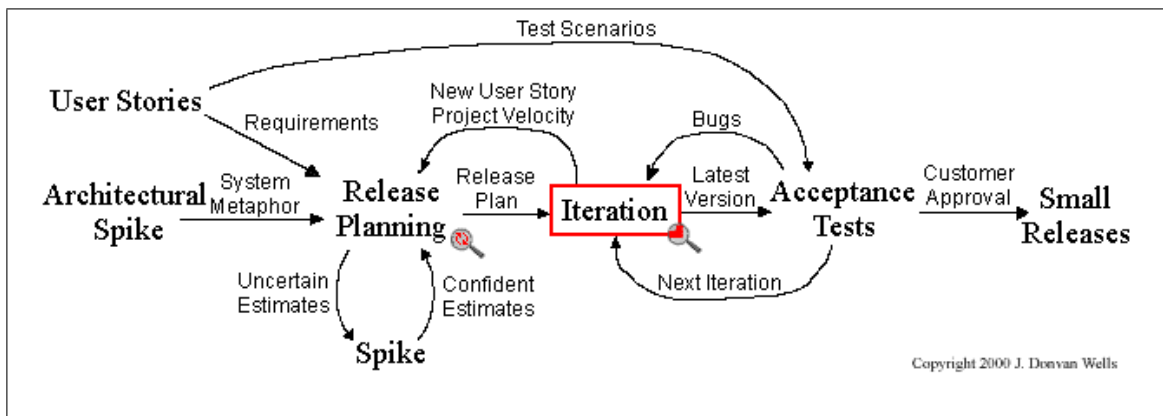 Test Scenarios
User Stories
New User Story
Project Velocity
Bugs
Requirements
Architectural
Spike
System
Metaphor
Release
Planning
Release
Plan
Iteration
Latest
Version
Acceptance
Tests
Customer
Approval
Small
Releases
Uncertain
Estimates
Confident
Estimates
Next Iteration
Spike
Copyright 2000 J. Donvan Wells